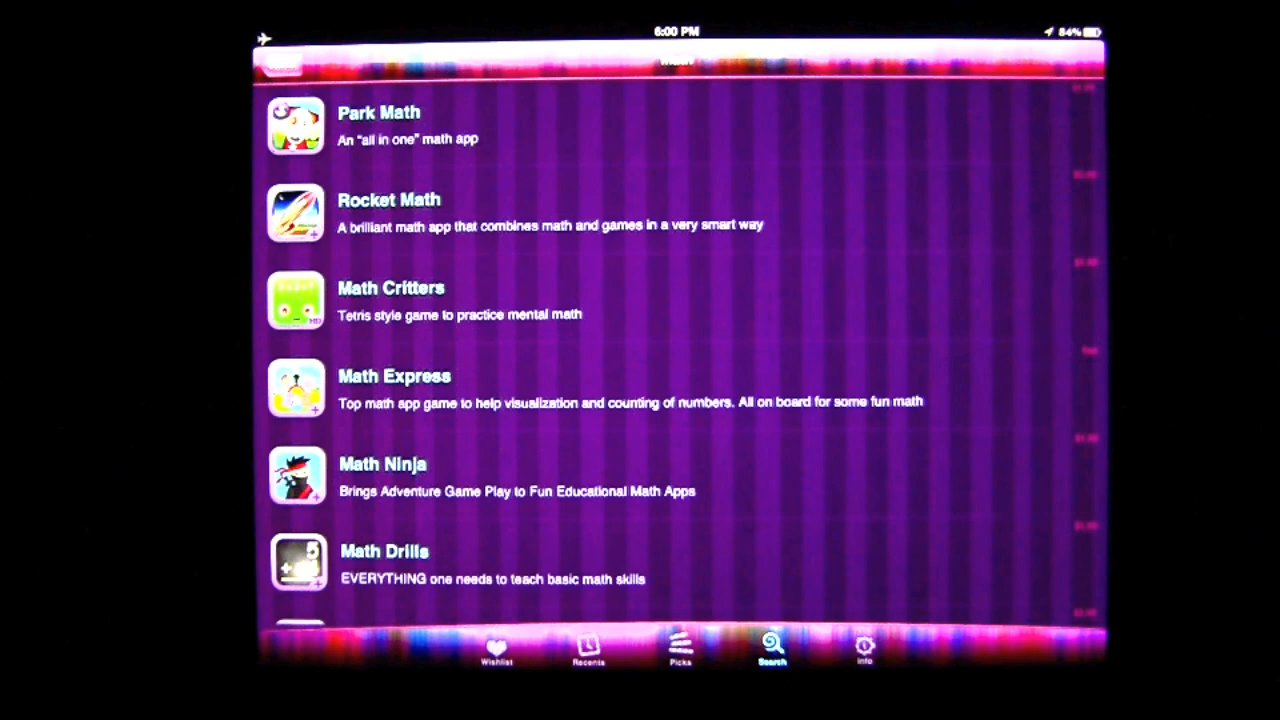 6:00 PM
84%
Math
Park Math
An "all in one" math app
Rocket Math
A brilliant math app that combines math and games in a very smart way
Math Critters
Tetris style game to practice mental math
HD
Math Express
Top math app game to help visualization and counting of numbers. All on board for some fun math
Math Ninja
Brings Adventure Game Play to Fun Educational Math Apps
5
+
Math Drills
EVERYTHING one needs to teach basic math skills
Wishlist
Recents
Picks
Search
Info